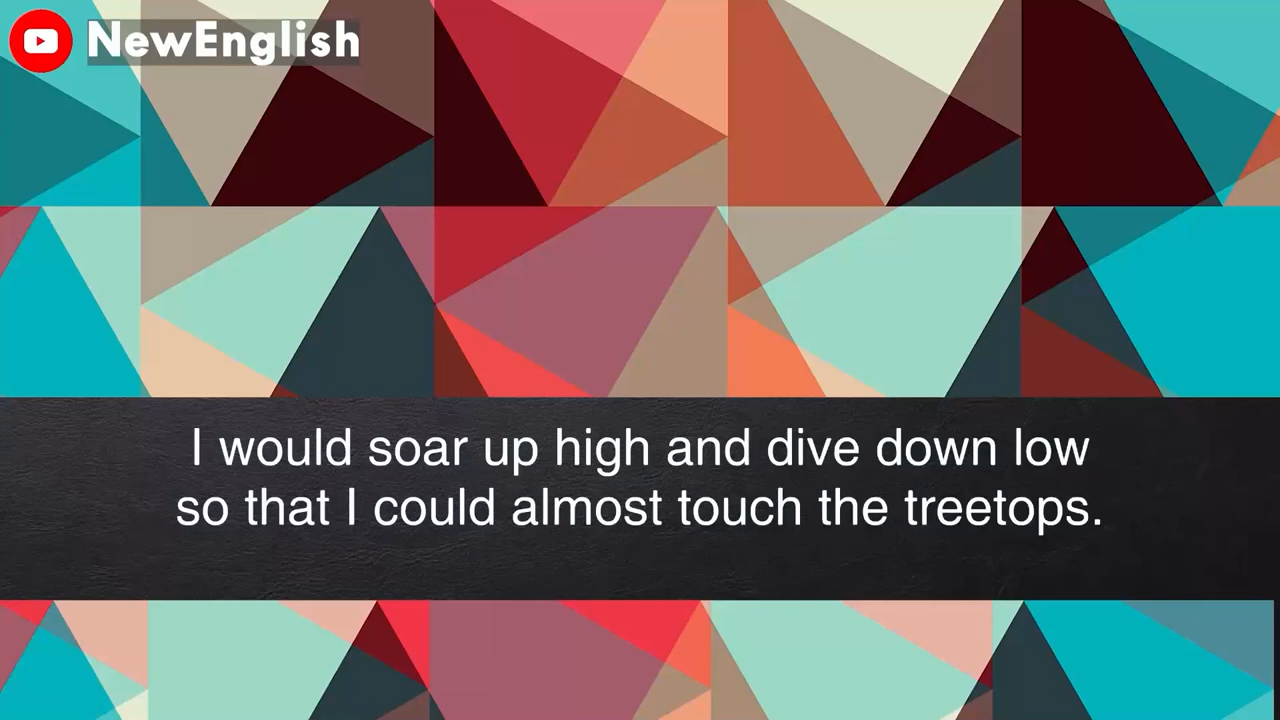 NewEnglish
I would soar up high and dive down low
so that I could almost touch the treetops.